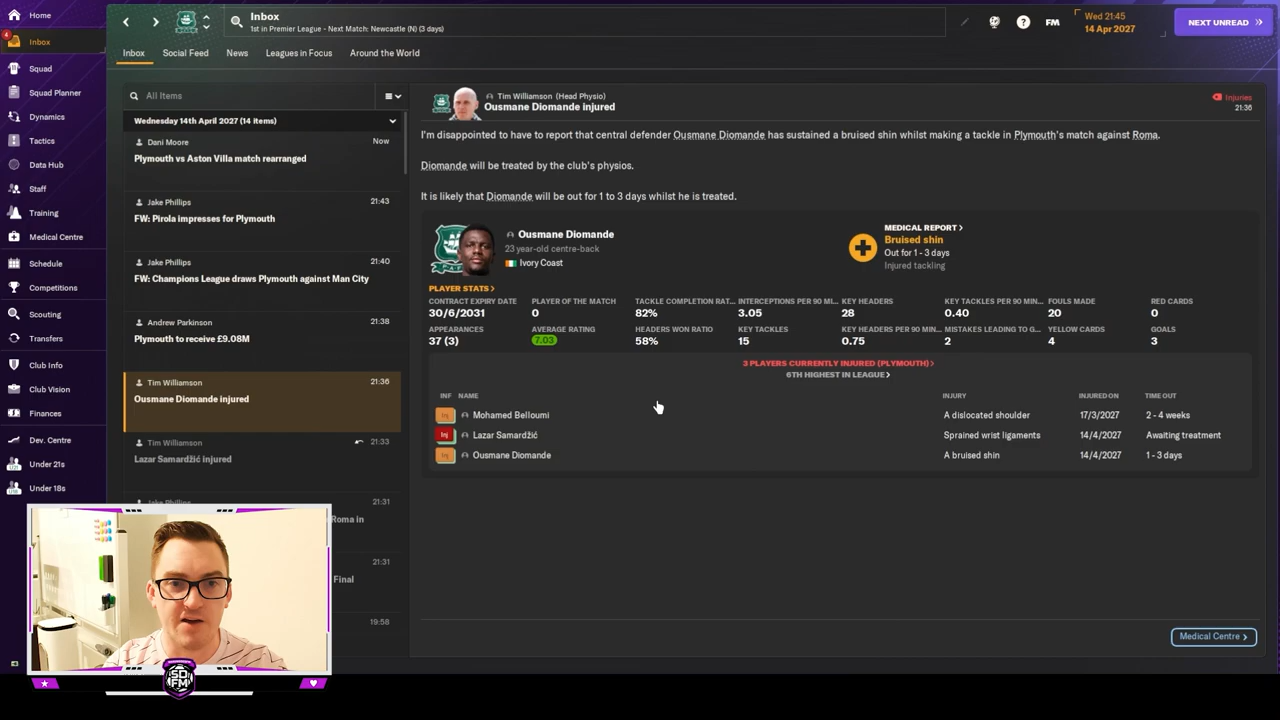 Home
4
Inbox
Squad
Squad Planner
Dynamics
Tactics
Data Hub
Staff
Training
Medical Centre
Schedule
Competitions
Scouting
Transfers
Club Info
Club Vision
Finances
Dev. Centre
Under 21s
Under 18s
Inbox
1st in Premier League - Next Match: Newcastle (N) (3 days)
FM
Wed 21:45
14 Apr 2027
NEXT UNREAD
Inbox Social Feed News Leagues in Focus Around the World
All Items
Wednesday 14th April 2027 (14 items)
Dani Moore Now
Plymouth vs Aston Villa match rearranged
Jake Phillips 21:43
FW: Pirola impresses for Plymouth
Jake Phillips 21:40
FW: Champions League draws Plymouth against Man City
Andrew Parkinson 21:38
Plymouth to receive £9.08M
Tim Williamson 21:36
Ousmane Diomande injured
Tim Williamson 21:33
Lazar Samardžić injured
Jake Phillips 21:31
Roma in
21:31
Final
19:58
Tim Williamson (Head Physio)
Ousmane Diomande injured
Injuries
21:36
I'm disappointed to have to report that central defender Ousmane Diomande has sustained a bruised shin whilst making a tackle in Plymouth's match against Roma.
Diomande will be treated by the club's physios.
It is likely that Diomande will be out for 1 to 3 days whilst he is treated.
Ousmane Diomande
23 year-old centre-back
Ivory Coast
MEDICAL REPORT
Bruised shin
Out for 1 - 3 days
Injured tackling
PLAYER STATS
CONTRACT EXPIRY DATE PLAYER OF THE MATCH TACKLE COMPLETION RAT... INTERCEPTIONS PER 90 MI... KEY HEADERS KEY TACKLES PER 90 MIN... FOULS MADE RED CARDS
30/6/2031 0 82% 3.05 28 0.40 20 0
APPEARANCES AVERAGE RATING HEADERS WON RATIO KEY TACKLES KEY HEADERS PER 90 MIN... MISTAKES LEADING TO G... YELLOW CARDS GOALS
37 (3) 7.03 58% 15 0.75 2 4 3
3 PLAYERS CURRENTLY INJURED (PLYMOUTH)
6TH HIGHEST IN LEAGUE
INF NAME INJURY INJURED ON TIME OUT
Inj Mohamed Belloumi A dislocated shoulder 17/3/2027 2 - 4 weeks
Inj Lazar Samardžić Sprained wrist ligaments 14/4/2027 Awaiting treatment
Inj Ousmane Diomande A bruised shin 14/4/2027 1 - 3 days
Medical Centre
SD
FM